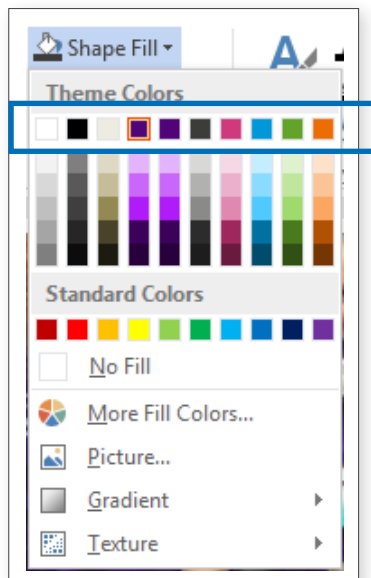 Shape Fill
A
Theme Colors
Standard Colors
No Fill
More Fill Colors...
Picture...
Gradient
Texture